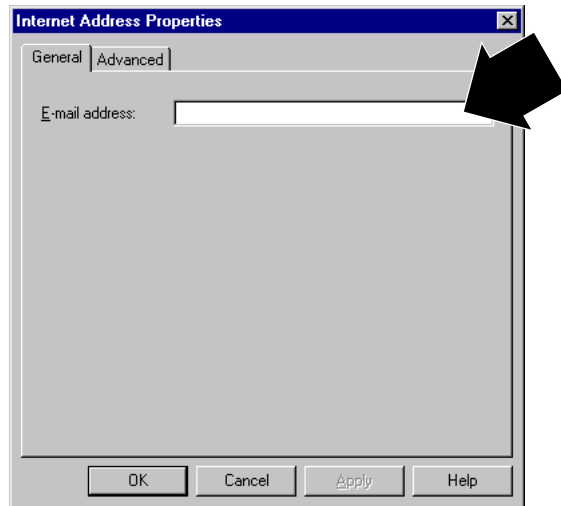 Internet Address Properties
General Advanced
E-mail address:
OK Cancel Apply Help